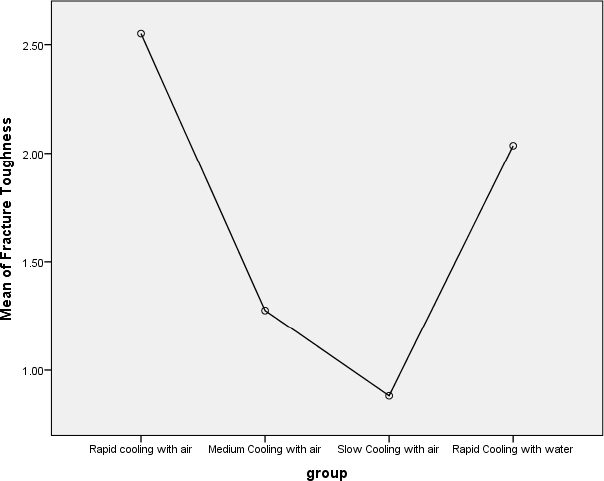 Mean of Fracture Toughness
2.50
2.00
1.50
1.00
Rapid cooling with air
Medium Cooling with air
Slow Cooling with air
Rapid Cooling with water
group